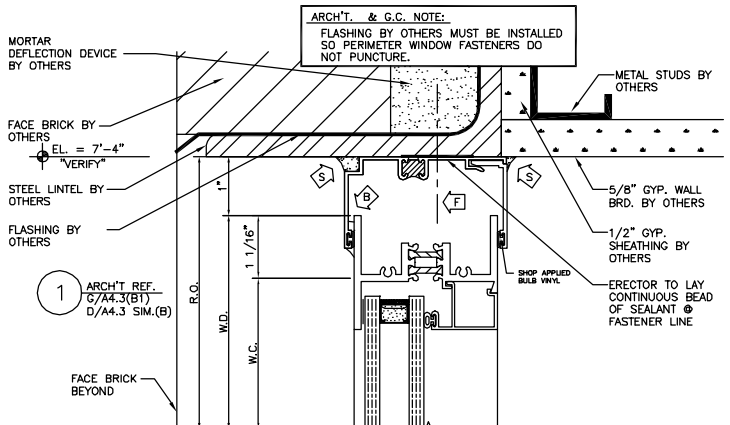 ARCH'T. & G.C. NOTE:
FLASHING BY OTHERS MUST BE INSTALLED
SO PERIMETER WINDOW FASTENERS DO
NOT PUNCTURE.
MORTAR
DEFLECTION DEVICE
BY OTHERS
FACE BRICK BY
OTHERS
EL. = 7'-4"
"VERIFY"
STEEL LINTEL BY
OTHERS
FLASHING BY
OTHERS
1
ARCH'T REF.
G/A4.3(B1)
D/A4.3 SIM.(B)
FACE BRICK
BEYOND
R.O.
W.D.
W.C.
1"
1 1/16"
S
B
F
S
METAL STUDS BY
OTHERS
5/8" GYP. WALL
BRD. BY OTHERS
1/2" GYP.
SHEATHING BY
OTHERS
SHOP APPLIED
BULB VINYL
ERECTOR TO LAY
CONTINUOUS BEAD
OF SEALANT @
FASTENER LINE